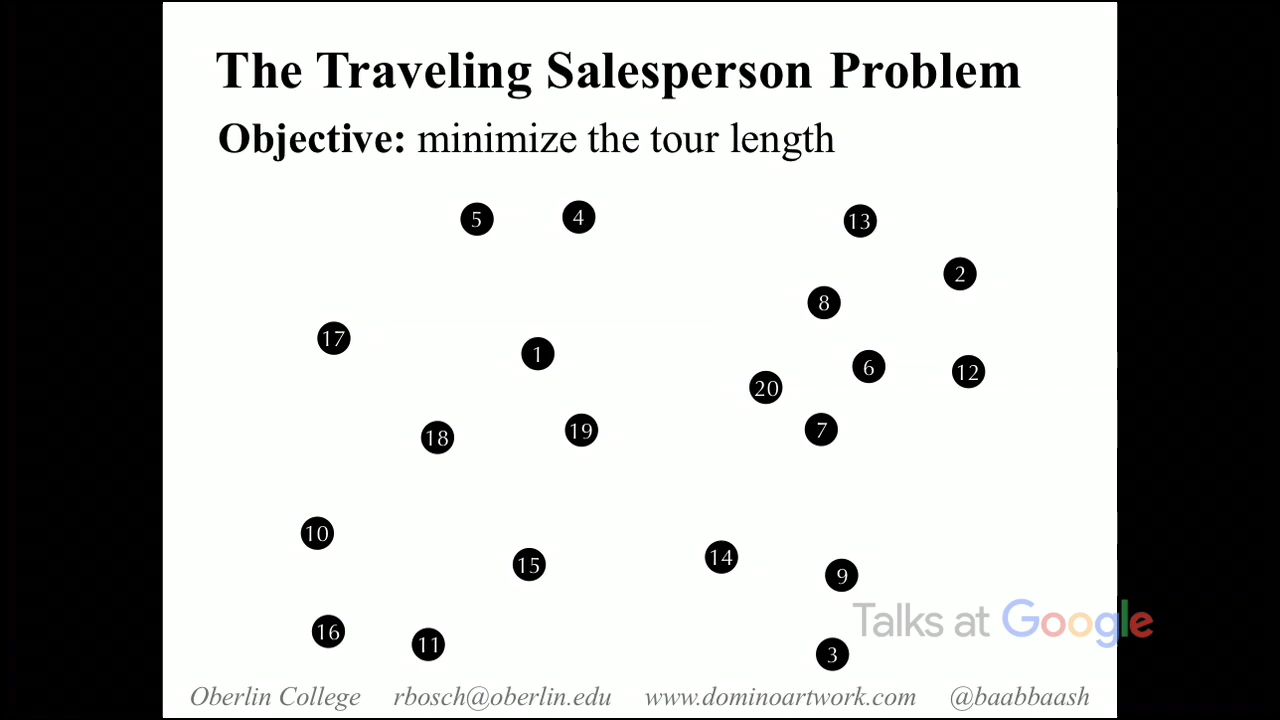 The Traveling Salesperson Problem
Objective: minimize the tour length
5 4 13
2
8
17
1
6 12
20
19 7
18
10
15 14
9
Talks at Google
16
11
3
Oberlin College rbosch@oberlin.edu www.dominoartwork.com @baabbaash